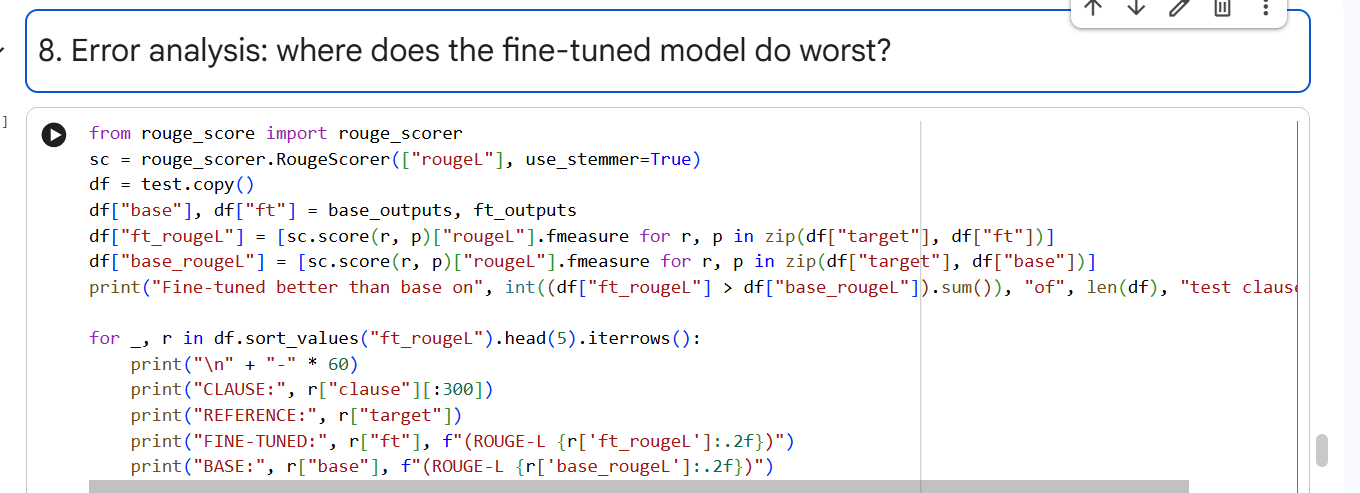 8. Error analysis: where does the fine-tuned model do worst?
]
from rouge_score import rouge_scorer
sc = rouge_scorer.RougeScorer(["rougeL"], use_stemmer=True)
df = test.copy()
df["base"], df["ft"] = base_outputs, ft_outputs
df["ft_rougeL"] = [sc.score(r, p)["rougeL"].fmeasure for r, p in zip(df["target"], df["ft"])]
df["base_rougeL"] = [sc.score(r, p)["rougeL"].fmeasure for r, p in zip(df["target"], df["base"])]
print("Fine-tuned better than base on", int((df["ft_rougeL"] > df["base_rougeL"]).sum()), "of", len(df), "test claus
for _, r in df.sort_values("ft_rougeL").head(5).iterrows():
    print("\n" + "-" * 60)
    print("CLAUSE:", r["clause"][:300])
    print("REFERENCE:", r["target"])
    print("FINE-TUNED:", r["ft"], f"(ROUGE-L {r['ft_rougeL']:.2f})")
    print("BASE:", r["base"], f"(ROUGE-L {r['base_rougeL']:.2f})")